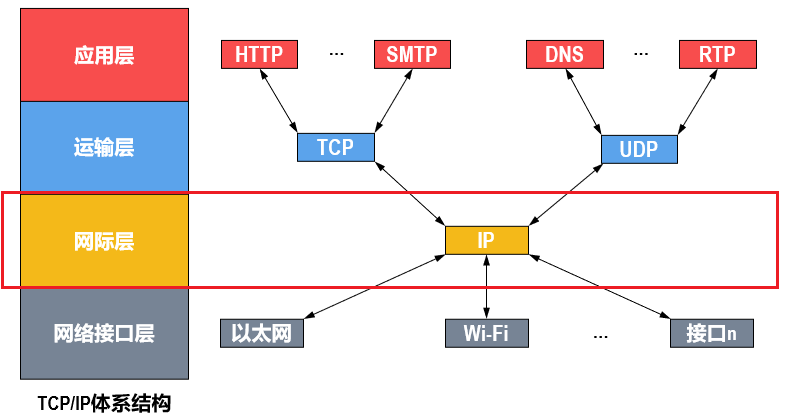 应用层
HTTP ... SMTP DNS ... RTP
运输层
TCP UDP
网际层
IP
网络接口层
以太网 Wi-Fi ... 接口n
TCP/IP体系结构